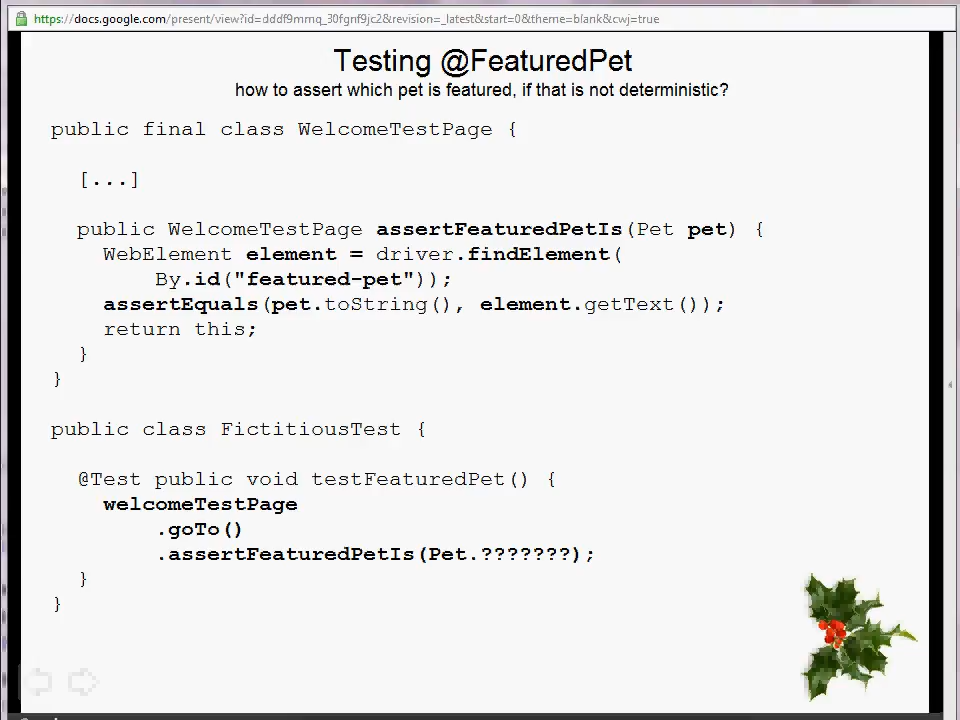 https://docs.google.com/present/view?id=dddf9mmq_30fgnf9jc2&revision=_latest&start=0&theme=blank&cwj=true
Testing @FeaturedPet
how to assert which pet is featured, if that is not deterministic?
public final class WelcomeTestPage {
[...]
public WelcomeTestPage assertFeaturedPetIs(Pet pet) {
WebElement element = driver.findElement(
By.id("featured-pet"));
assertEquals(pet.toString(), element.getText());
return this;
}
}
public class FictitiousTest {
@Test public void testFeaturedPet() {
welcomeTestPage
.goTo()
.assertFeaturedPetIs(Pet.???????);
}
}